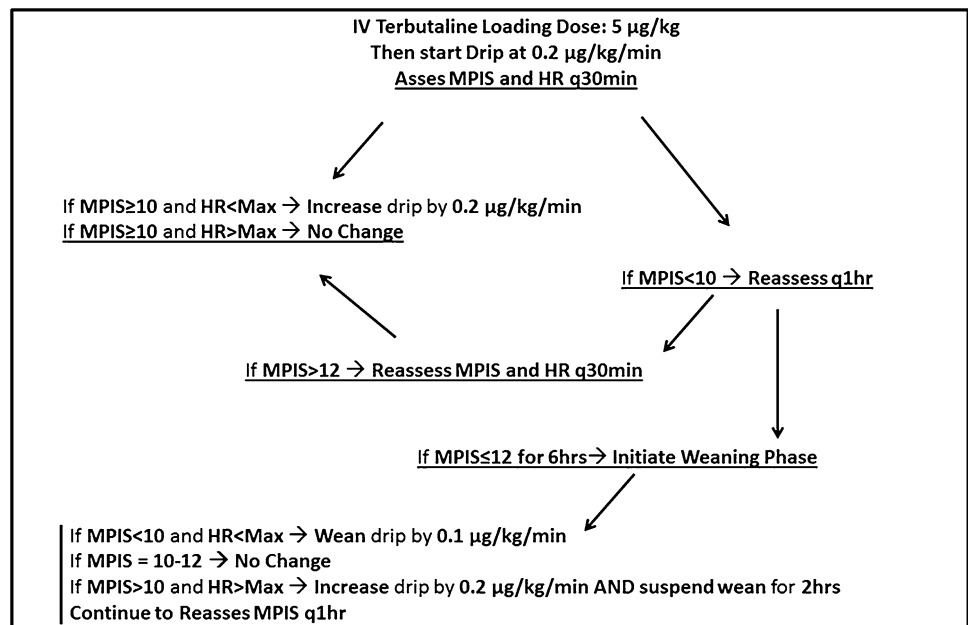 IV Terbutaline Loading Dose: 5 µg/kg
Then start Drip at 0.2 µg/kg/min
Asses MPIS and HR q30min
If MPIS≥10 and HR<Max → Increase drip by 0.2 µg/kg/min
If MPIS≥10 and HR>Max → No Change
If MPIS<10 → Reassess q1hr
If MPIS>12 → Reassess MPIS and HR q30min
If MPIS≤12 for 6hrs→ Initiate Weaning Phase
If MPIS<10 and HR<Max → Wean drip by 0.1 µg/kg/min
If MPIS = 10-12 → No Change
If MPIS>10 and HR>Max → Increase drip by 0.2 µg/kg/min AND suspend wean for 2hrs
Continue to Reasses MPIS q1hr